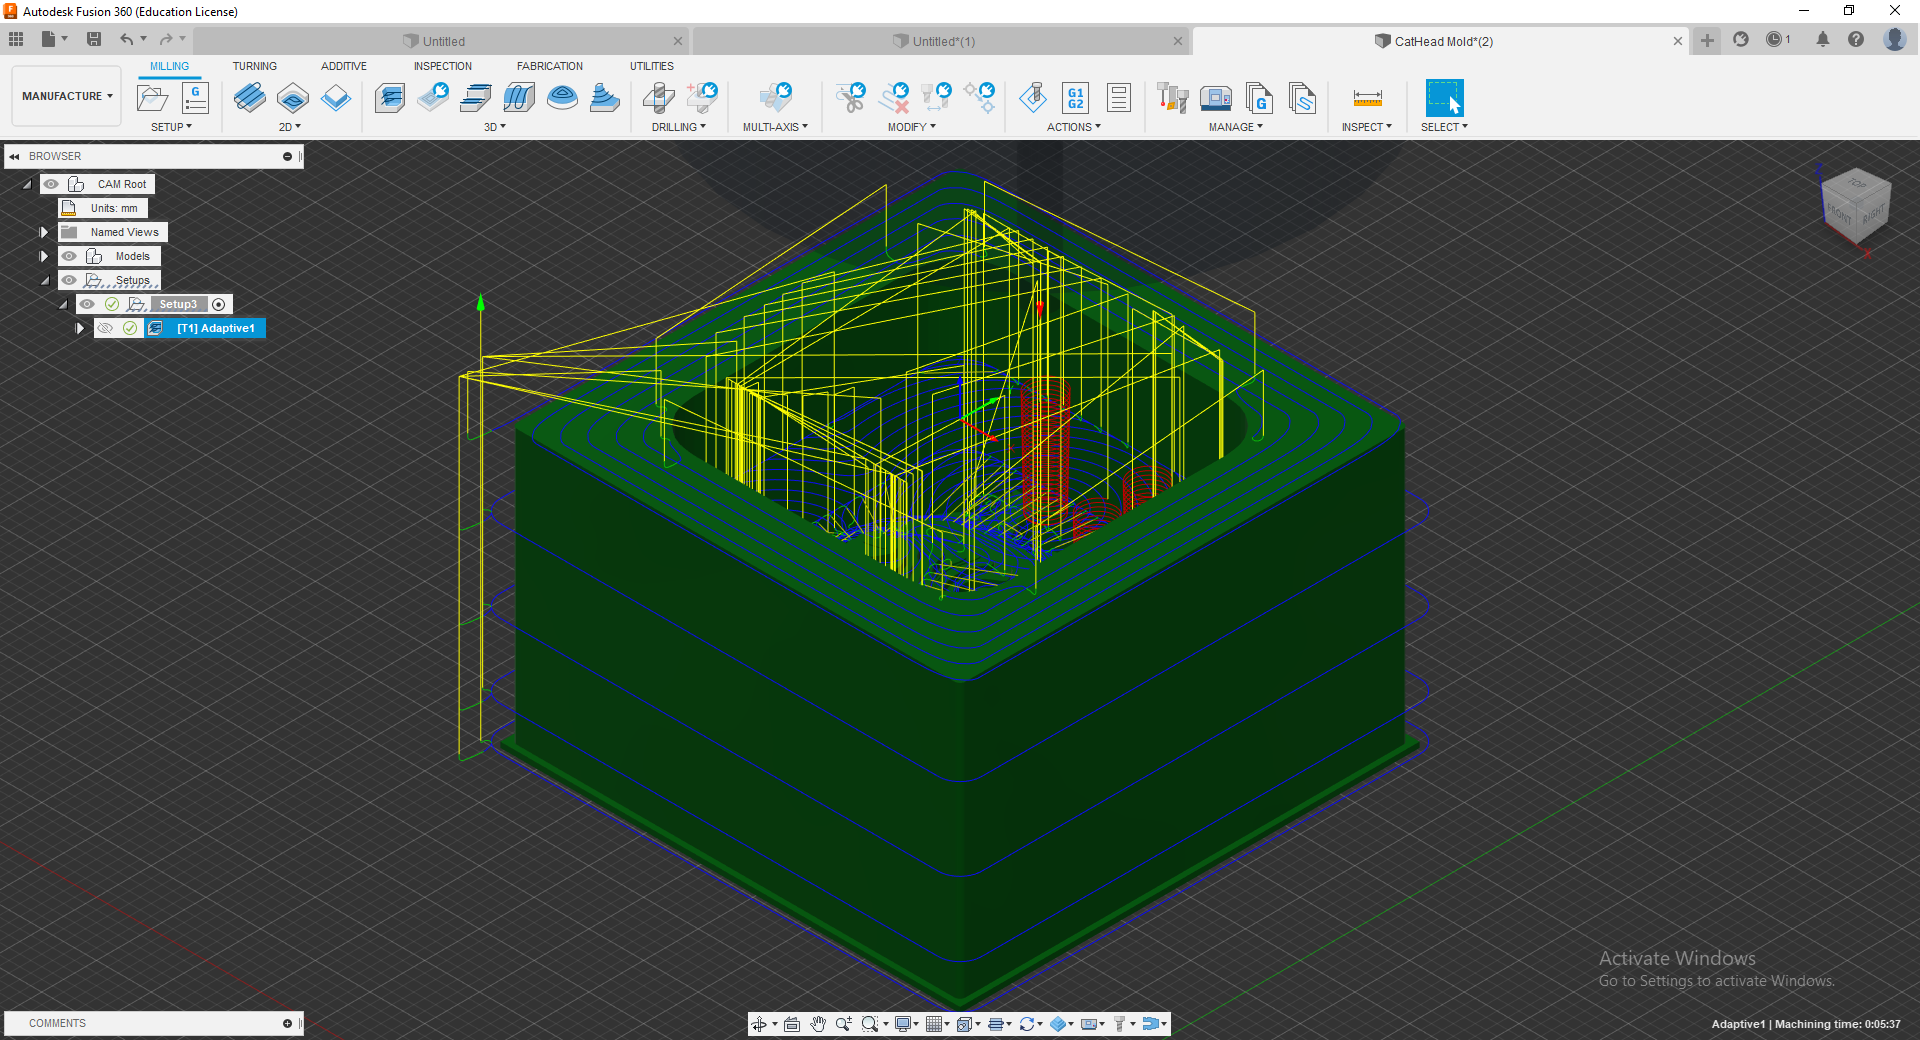 Autodesk Fusion 360 (Education License)
Untitled
Untitled*(1)
CatHead Mold*(2)
1
MILLING
TURNING
ADDITIVE
INSPECTION
FABRICATION
UTILITIES
MANUFACTURE
G
G1
G2
G
SETUP
2D
3D
DRILLING
MULTI-AXIS
MODIFY
ACTIONS
MANAGE
INSPECT
SELECT
BROWSER
CAM Root
Units: mm
Named Views
Models
Setups
Setup3
[T1] Adaptive1
Z
TOP
FRONT
RIGHT
X
Activate Windows
Go to Settings to activate Windows.
COMMENTS
Adaptive1 | Machining time: 0:05:37